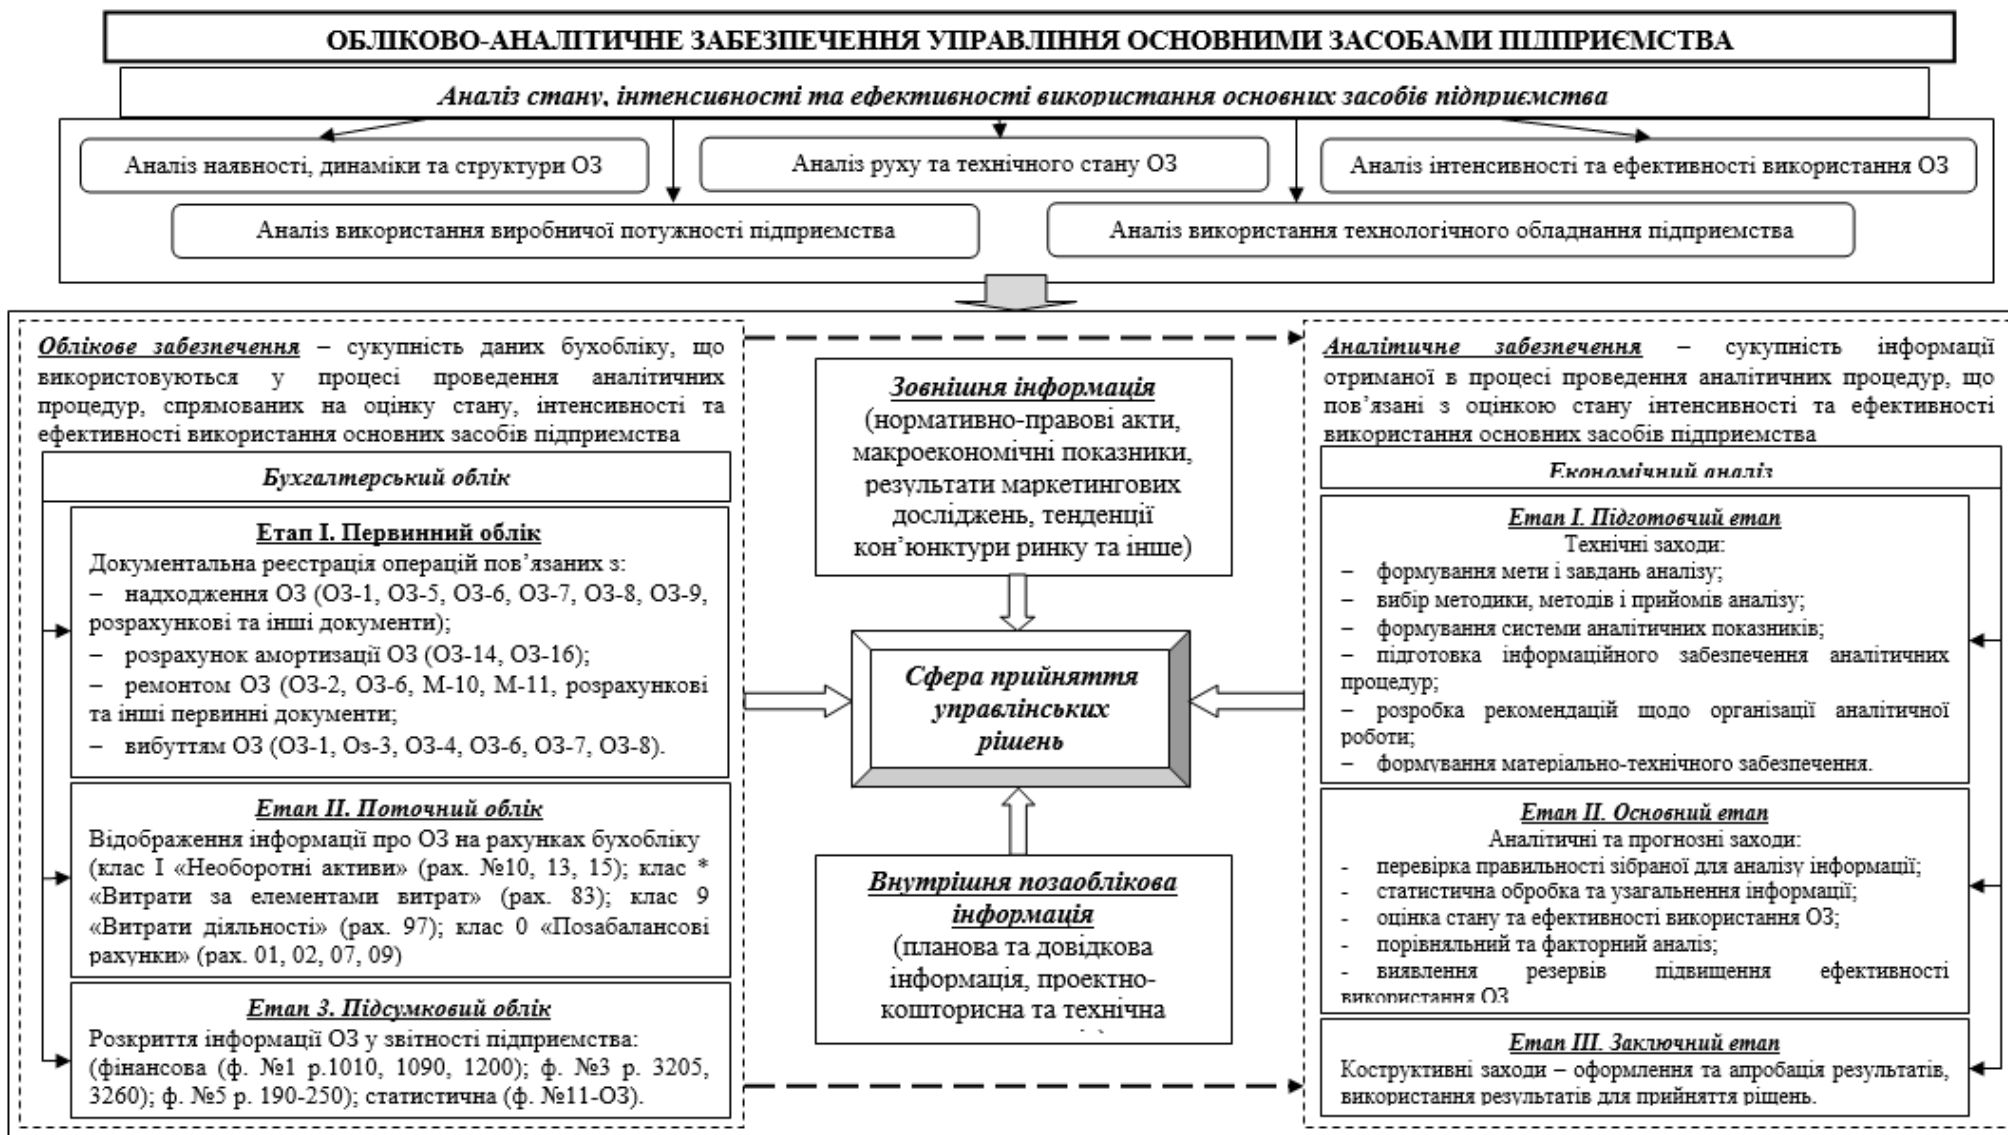 ОБЛІКОВО-АНАЛІТИЧНЕ ЗАБЕЗПЕЧЕННЯ УПРАВЛІННЯ ОСНОВНИМИ ЗАСОБАМИ ПІДПРИЄМСТВА
Аналіз стану, інтенсивності та ефективності використання основних засобів підприємства
Аналіз наявності, динаміки та структури ОЗ
Аналіз руху та технічного стану ОЗ
Аналіз інтенсивності та ефективності використання ОЗ
Аналіз використання виробничої потужності підприємства
Аналіз використання технологічного обладнання підприємства
Облікове забезпечення – сукупність даних бухобліку, що
використовуються у процесі проведення аналітичних
процедур, спрямованих на оцінку стану, інтенсивності та
ефективності використання основних засобів підприємства
Бухгалтерський облік
Етап І. Первинний облік
Документальна реєстрація операцій пов’язаних з:
– надходження ОЗ (ОЗ-1, ОЗ-5, ОЗ-6, ОЗ-7, ОЗ-8, ОЗ-9,
розрахункові та інші документи);
– розрахунок амортизації ОЗ (ОЗ-14, ОЗ-16);
– ремонтом ОЗ (ОЗ-2, ОЗ-6, М-10, М-11, розрахункові
та інші первинні документи;
– вибуттям ОЗ (ОЗ-1, Оs-3, ОЗ-4, ОЗ-6, ОЗ-7, ОЗ-8).
Етап ІІ. Поточний облік
Відображення інформації про ОЗ на рахунках бухобліку
(клас І «Необоротні активи» (рах. №10, 13, 15); клас *
«Витрати за елементами витрат» (рах. 83); клас 9
«Витрати діяльності» (рах. 97); клас 0 «Позабалансові
рахунки» (рах. 01, 02, 07, 09)
Етап 3. Підсумковий облік
Розкриття інформації ОЗ у звітності підприємства:
(фінансова (ф. №1 р.1010, 1090, 1200); ф. №3 р. 3205,
3260); ф. №5 р. 190-250); статистична (ф. №11-ОЗ).
Зовнішня інформація
(нормативно-правові акти,
макроекономічні показники,
результати маркетингових
досліджень, тенденції
кон’юнктури ринку та інше)
Сфера прийняття
управлінських
рішень
Внутрішня позаоблікова
інформація
(планова та довідкова
інформація, проектно-
кошторисна та технічна
Аналітичне забезпечення – сукупність інформації
отриманої в процесі проведення аналітичних процедур, що
пов’язані з оцінкою стану інтенсивності та ефективності
використання основних засобів підприємства
Економічний аналіз
Етап І. Підготовчий етап
Технічні заходи:
– формування мети і завдань аналізу;
– вибір методики, методів і прийомів аналізу;
– формування системи аналітичних показників;
– підготовка інформаційного забезпечення аналітичних
процедур;
– розробка рекомендацій щодо організації аналітичної
роботи;
– формування матеріально-технічного забезпечення.
Етап ІІ. Основний етап
Аналітичні та прогнозні заходи:
- перевірка правильності зібраної для аналізу інформації;
- статистична обробка та узагальнення інформації;
- оцінка стану та ефективності використання ОЗ;
- порівняльний та факторний аналіз;
- виявлення резервів підвищення ефективності
використання ОЗ
Етап ІІІ. Заключний етап
Коструктивні заходи – оформлення та апробація результатів,
використання результатів для прийняття ріщень.